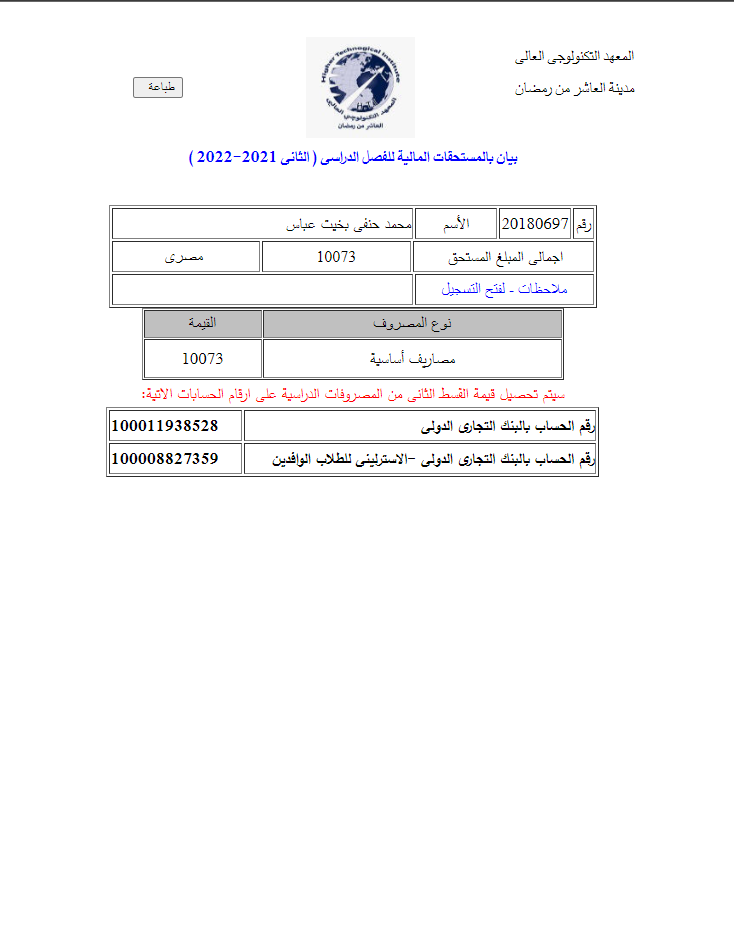 المعهد التكنولوجى العالى
مدينة العاشر من رمضان
Higher Technological Institute
المعهد التكنولوجي العالي
العاشر من رمضان
طباعة
بيان بالمستحقات المالية للفصل الدراسى ( الثانى 2021-2022 )
رقم 20180697 الأسم محمد حنفى بخيت عباس
اجمالى المبلغ المستحق 10073 مصرى
ملاحظات - لفتح التسجيل
نوع المصروف القيمة
مصاريف أساسية 10073
سيتم تحصيل قيمة القسط الثانى من المصروفات الدراسية على ارقام الحسابات الاتية:
رقم الحساب بالبنك التجارى الدولى 100011938528
رقم الحساب بالبنك التجارى الدولى -الاسترلينى للطلاب الوافدين 100008827359